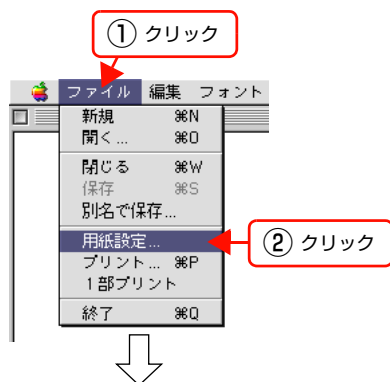 ① クリック
ファイル 編集 フォント
新規 ⌘N
開く... ⌘O
閉じる ⌘W
保存 ⌘S
別名で保存...
用紙設定...
② クリック
プリント... ⌘P
1部プリント
終了 ⌘Q